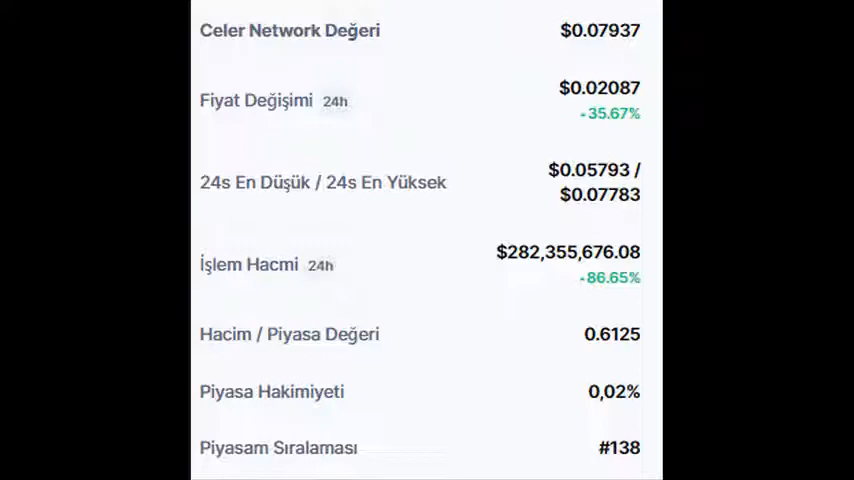 Celer Network Değeri $0.07937
Fiyat Değişimi 24h $0.02087
35.67%
24s En Düşük / 24s En Yüksek $0.05793 /
$0.07783
İşlem Hacmi 24h $282,355,676.08
86.65%
Hacim / Piyasa Değeri 0.6125
Piyasa Hakimiyeti 0,02%
Piyasam Sıralaması #138